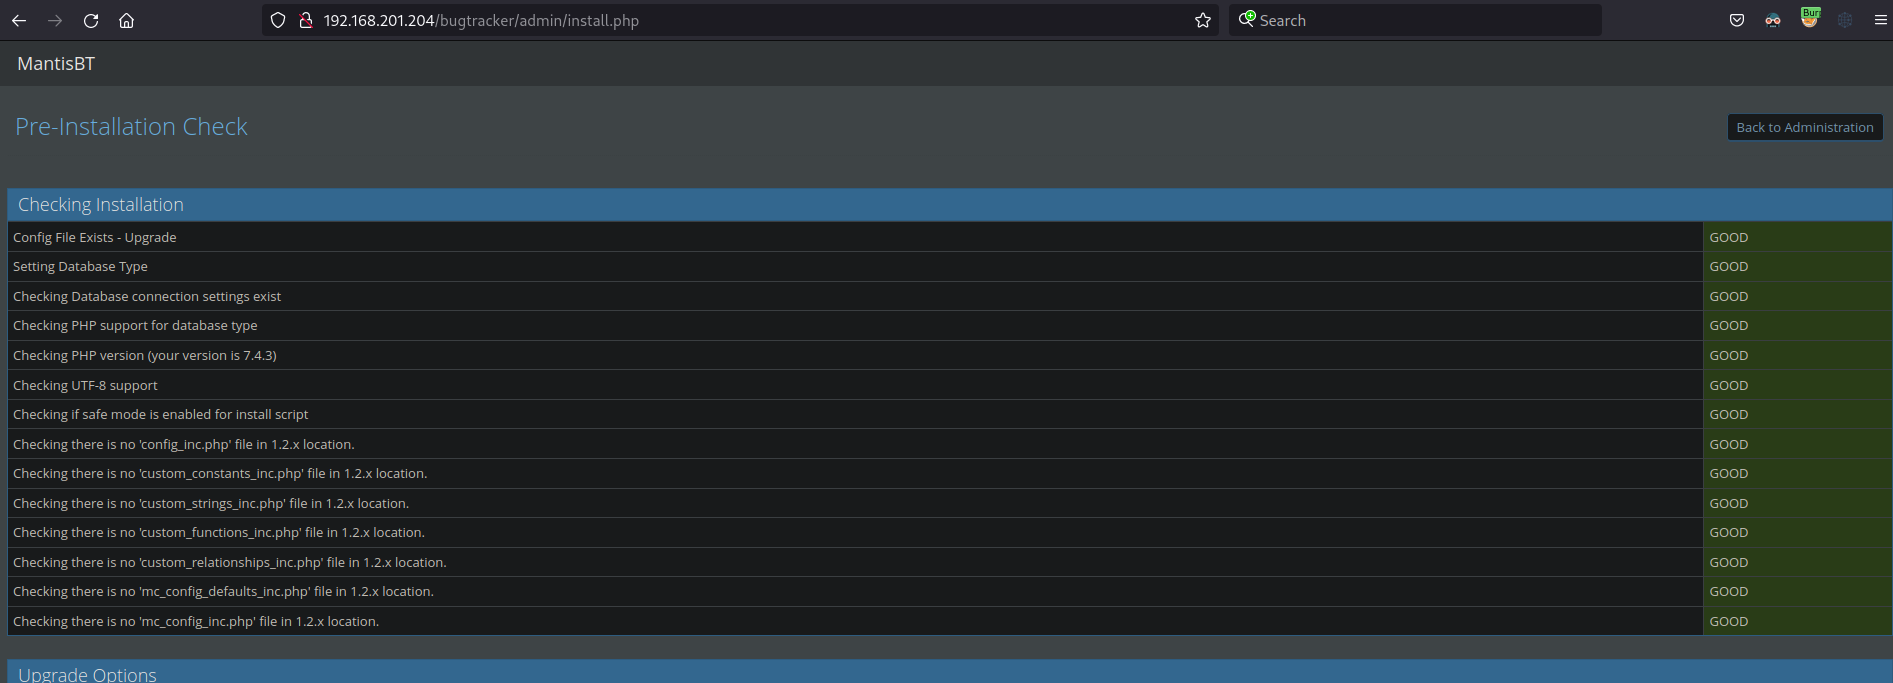 192.168.201.204/bugtracker/admin/install.php
Search
Burp
MantisBT
Pre-Installation Check
Back to Administration
Checking Installation
Config File Exists - Upgrade GOOD
Setting Database Type GOOD
Checking Database connection settings exist GOOD
Checking PHP support for database type GOOD
Checking PHP version (your version is 7.4.3) GOOD
Checking UTF-8 support GOOD
Checking if safe mode is enabled for install script GOOD
Checking there is no 'config_inc.php' file in 1.2.x location. GOOD
Checking there is no 'custom_constants_inc.php' file in 1.2.x location. GOOD
Checking there is no 'custom_strings_inc.php' file in 1.2.x location. GOOD
Checking there is no 'custom_functions_inc.php' file in 1.2.x location. GOOD
Checking there is no 'custom_relationships_inc.php' file in 1.2.x location. GOOD
Checking there is no 'mc_config_defaults_inc.php' file in 1.2.x location. GOOD
Checking there is no 'mc_config_inc.php' file in 1.2.x location. GOOD
Upgrade Options